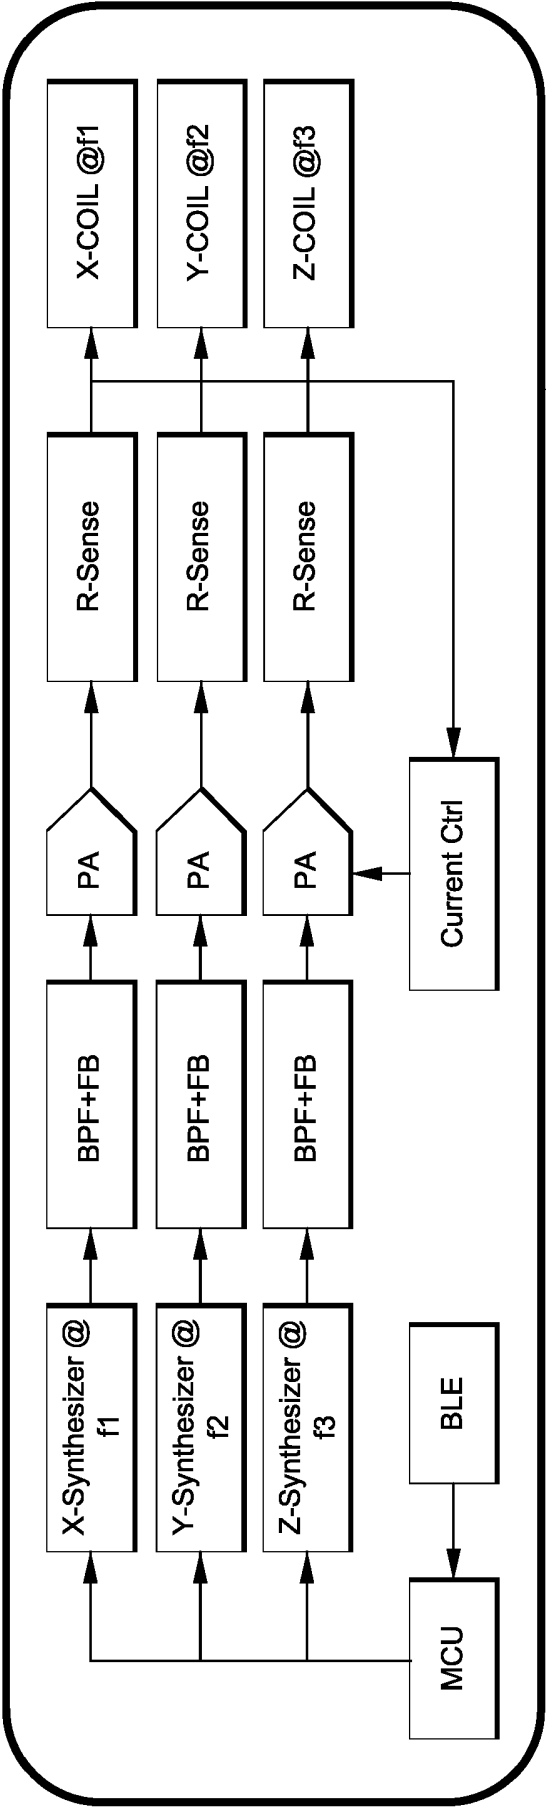 X-Synthesizer @
f1
BPF+FB
PA
R-Sense
X-COIL @f1
Y-Synthesizer @
f2
BPF+FB
PA
R-Sense
Y-COIL @f2
Z-Synthesizer @
f3
BPF+FB
PA
R-Sense
Z-COIL @f3
MCU
BLE
Current Ctrl